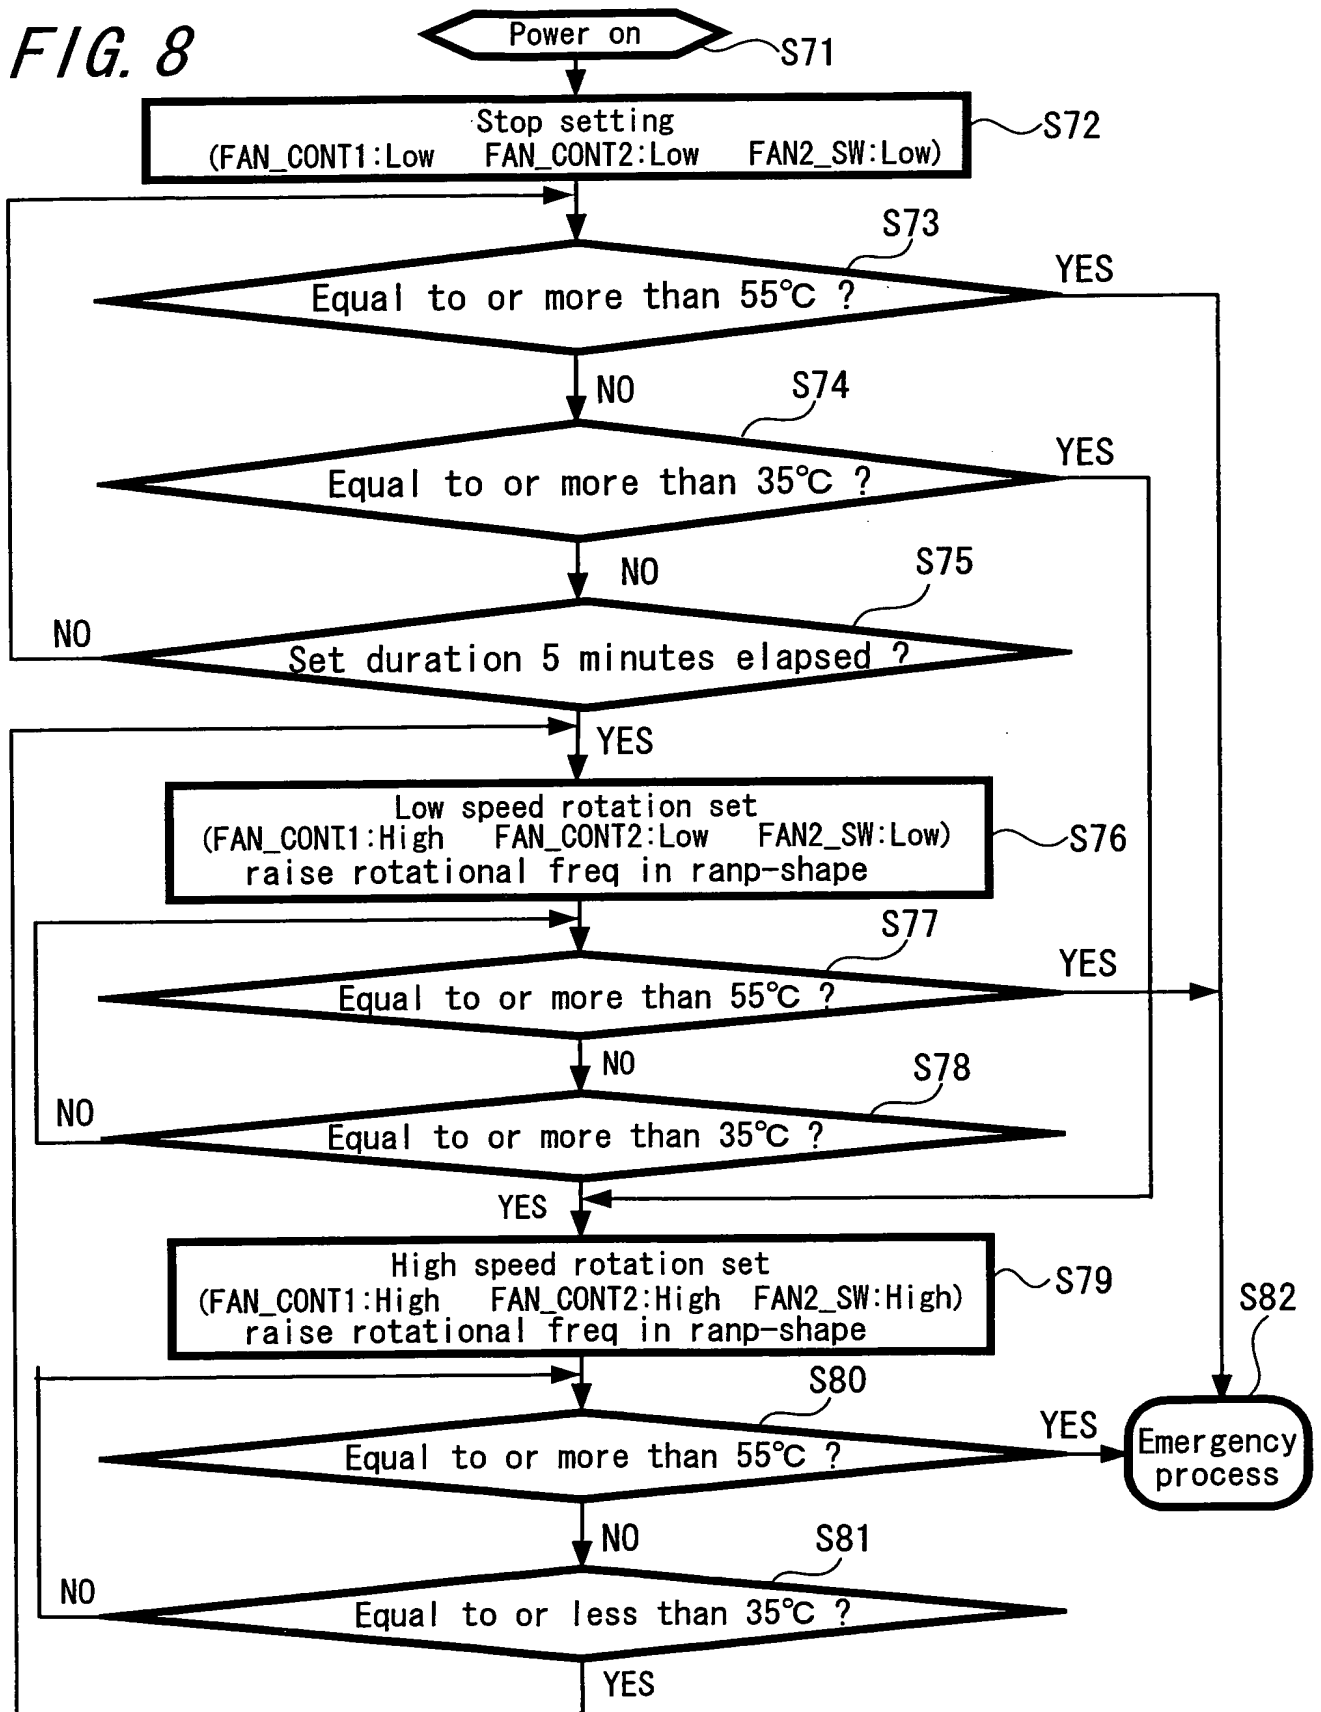 FIG. 8
Power on
S71
Stop setting
(FAN_CONT1:Low FAN_CONT2:Low FAN2_SW:Low)
S72
S73
Equal to or more than 55℃ ?
YES
NO
S74
Equal to or more than 35℃ ?
YES
NO
S75
NO
Set duration 5 minutes elapsed ?
YES
Low speed rotation set
(FAN_CONT1:High FAN_CONT2:Low FAN2_SW:Low)
raise rotational freq in ranp-shape
S76
S77
Equal to or more than 55℃ ?
YES
NO
S78
NO
Equal to or more than 35℃ ?
YES
High speed rotation set
(FAN_CONT1:High FAN_CONT2:High FAN2_SW:High)
raise rotational freq in ranp-shape
S79
S82
S80
Equal to or more than 55℃ ?
YES
Emergency
process
NO
S81
NO
Equal to or less than 35℃ ?
YES